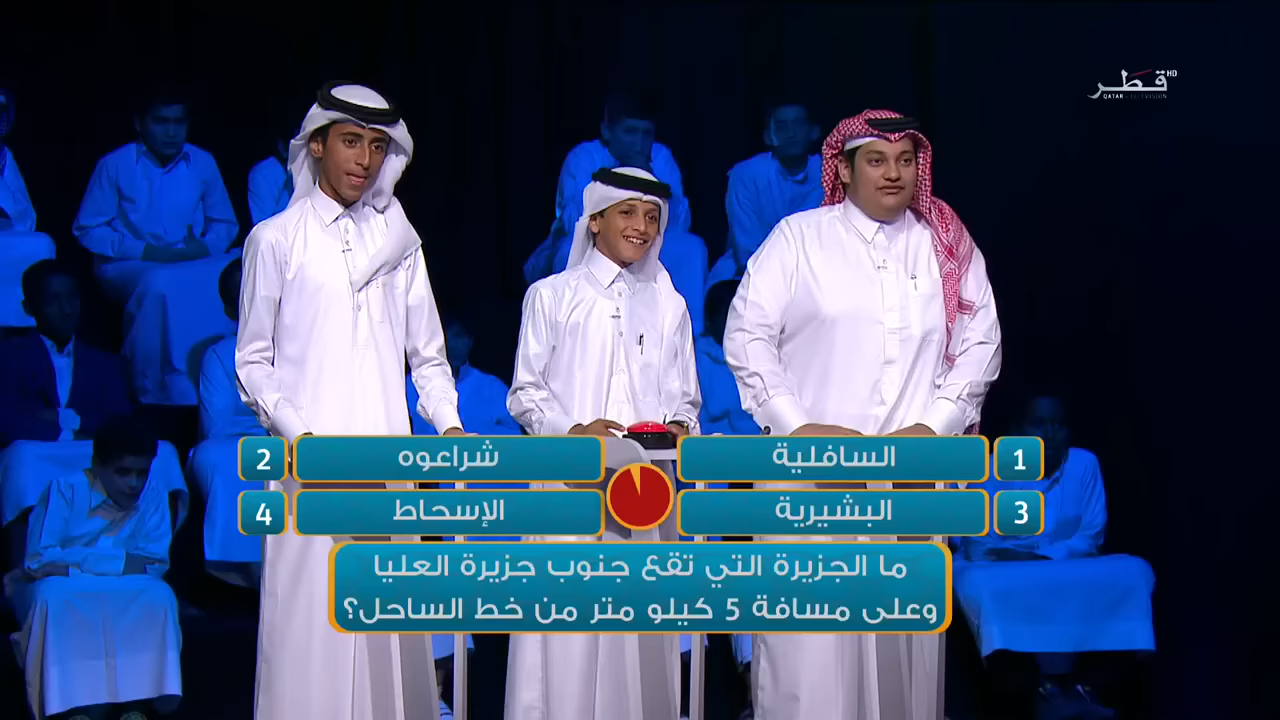 قطر HD
QATAR TELEVISION
1 السافلية
2 شراعوه
3 البشيرية
4 الإسحاط
ما الجزيرة التي تقع جنوب جزيرة العليا
وعلى مسافة 5 كيلو متر من خط الساحل؟